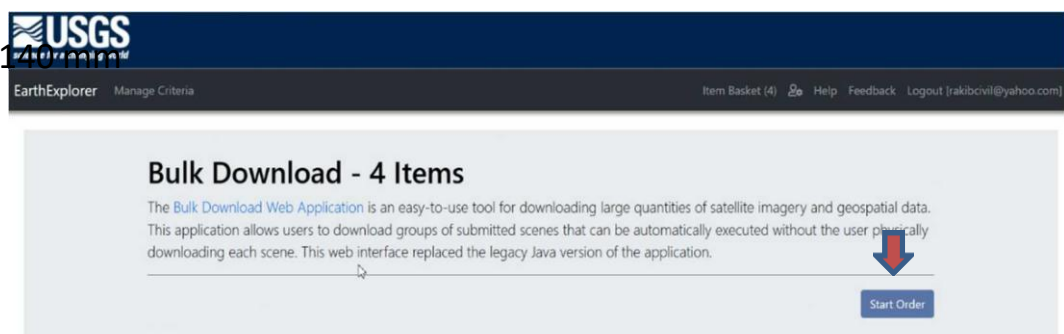 USGS
140 mm
EarthExplorer Manage Criteria Item Basket (4) Help Feedback Logout [rakibcivil@yahoo.com]
Bulk Download - 4 Items
The Bulk Download Web Application is an easy-to-use tool for downloading large quantities of satellite imagery and geospatial data.
This application allows users to download groups of submitted scenes that can be automatically executed without the user physically
downloading each scene. This web interface replaced the legacy Java version of the application.
Start Order